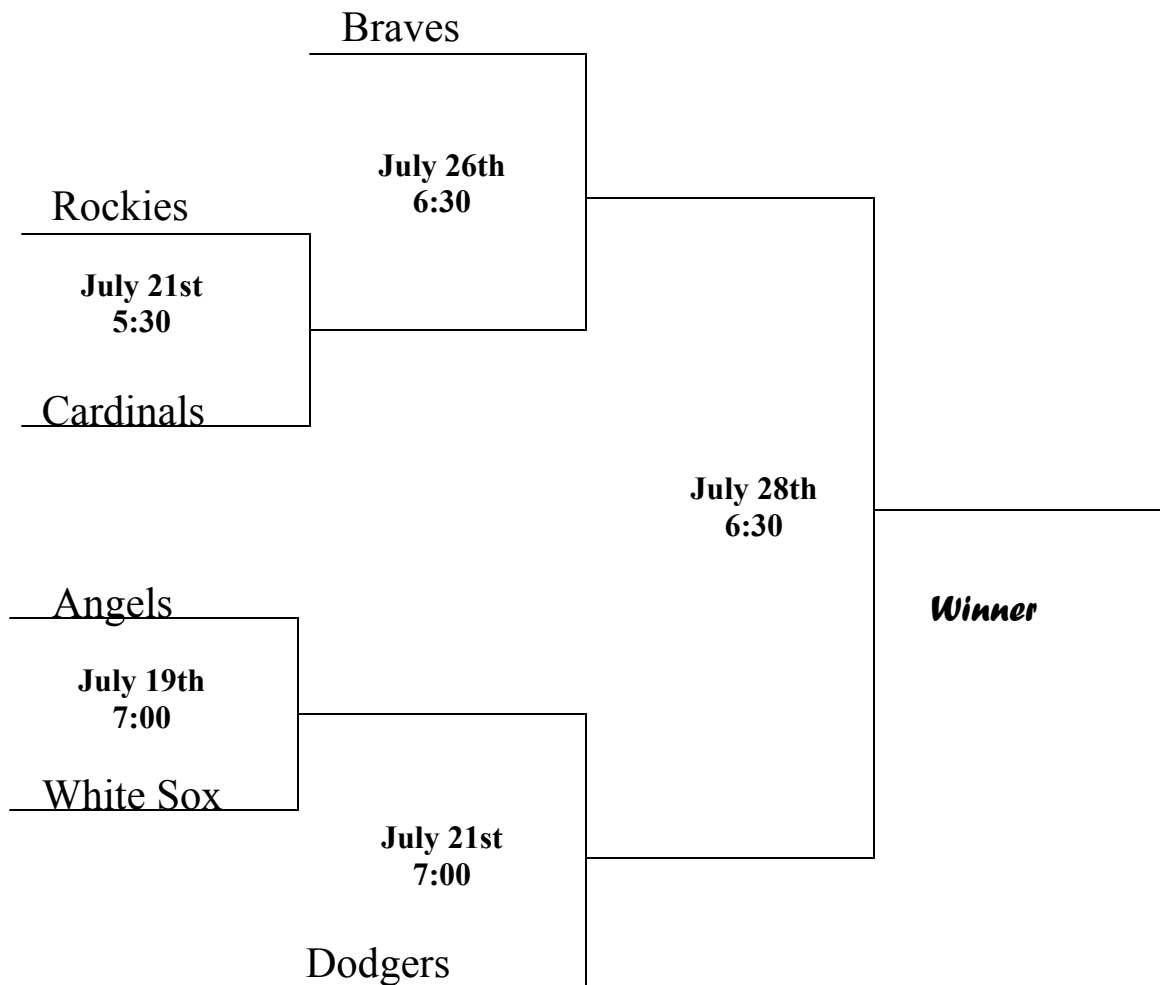 Braves
July 26th
6:30
Rockies
July 21st
5:30
Cardinals
July 28th
6:30
Angels
Winner
July 19th
7:00
White Sox
July 21st
7:00
Dodgers